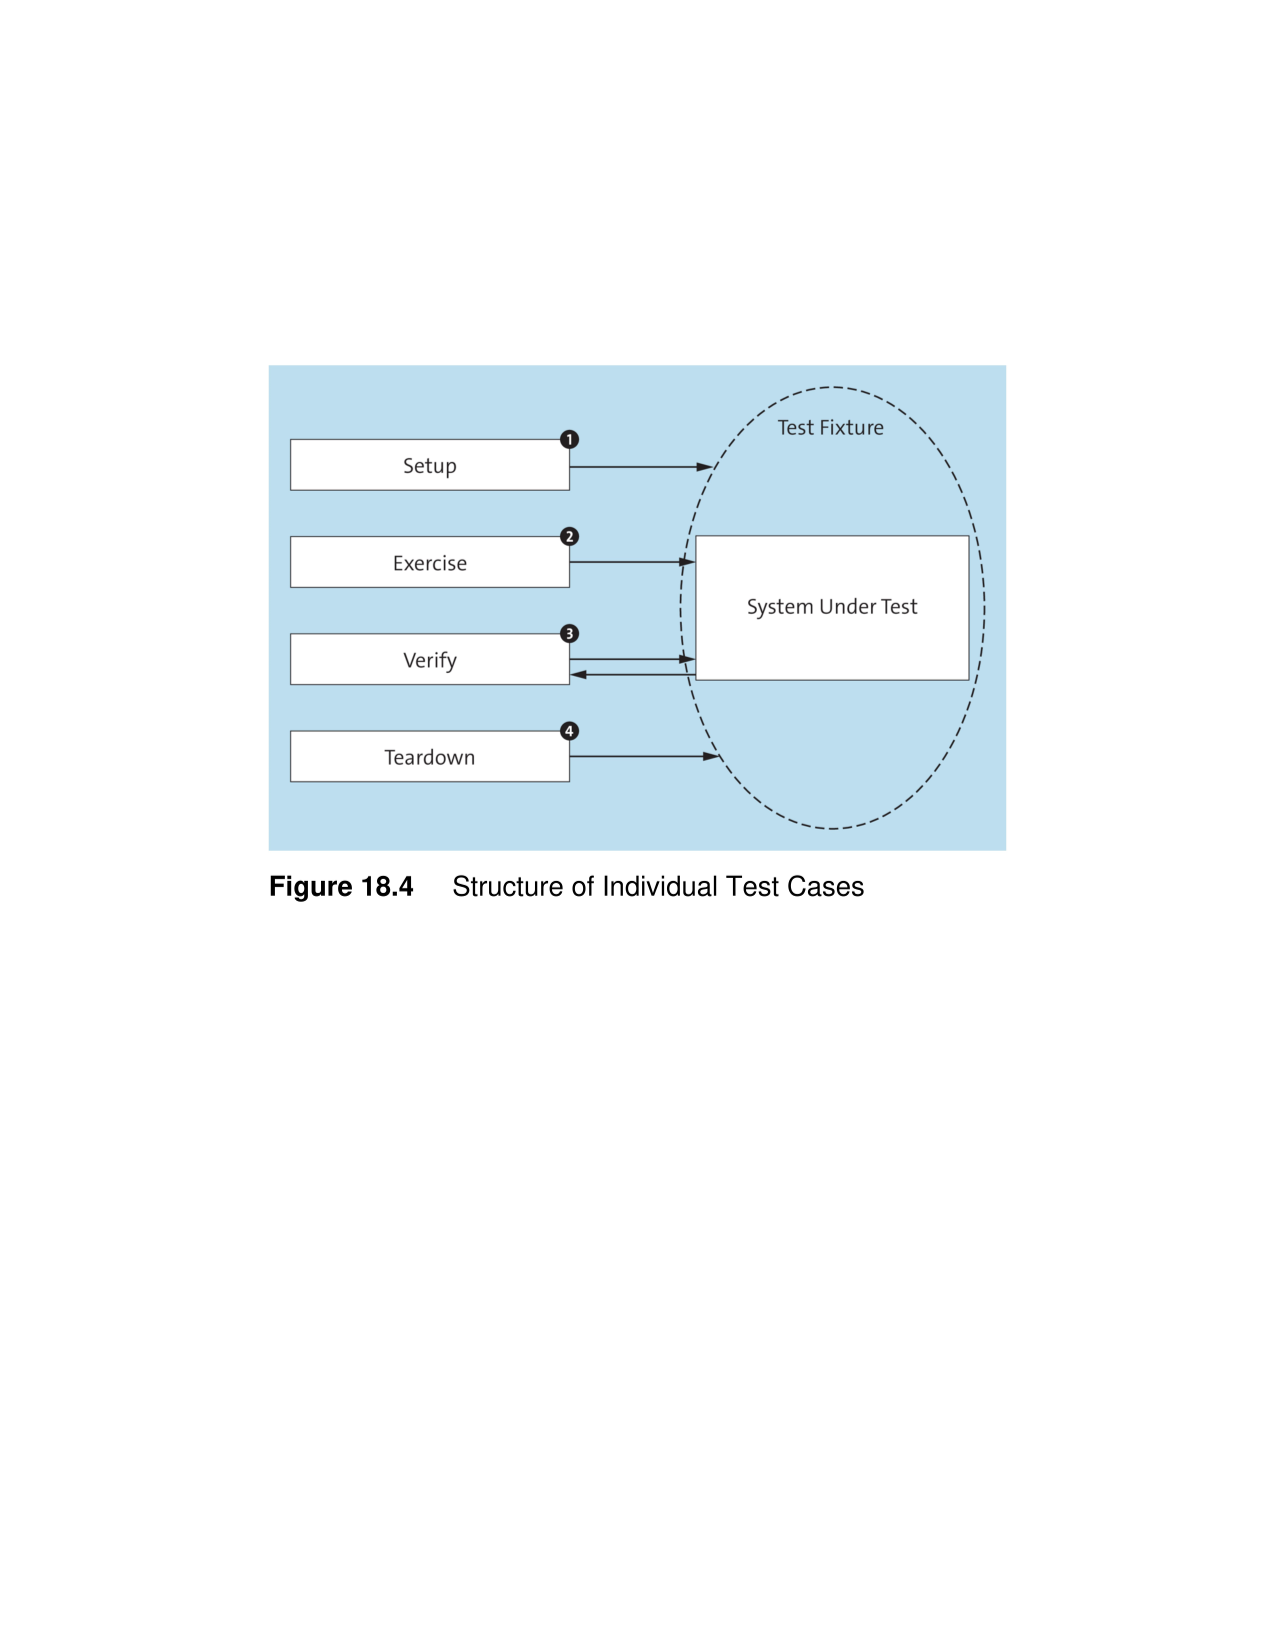 Test Fixture
1
Setup
2
Exercise
System Under Test
3
Verify
4
Teardown
Figure 18.4 Structure of Individual Test Cases